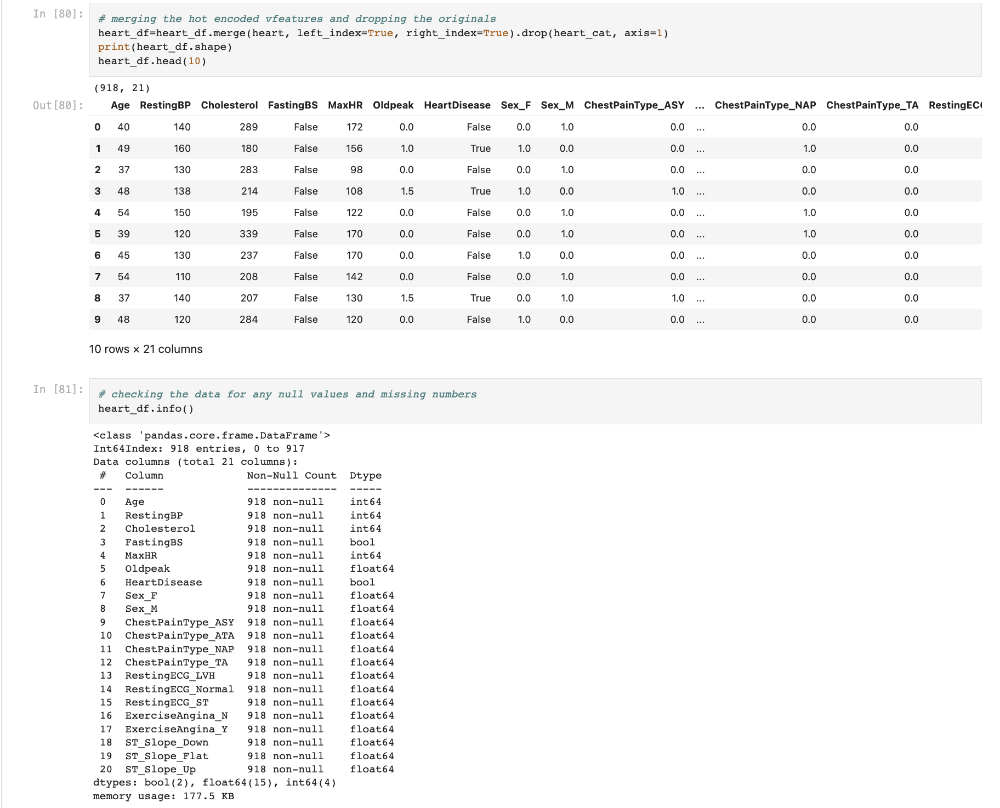 In [80]:
# merging the hot encoded vfeatures and dropping the originals
heart_df=heart_df.merge(heart, left_index=True, right_index=True).drop(heart_cat, axis=1)
print(heart_df.shape)
heart_df.head(10)
(918, 21)
Out[80]:
Age RestingBP Cholesterol FastingBS MaxHR Oldpeak HeartDisease Sex_F Sex_M ChestPainType_ASY ... ChestPainType_NAP ChestPainType_TA RestingEC
0 40 140 289 False 172 0.0 False 0.0 1.0 0.0 ... 0.0 0.0
1 49 160 180 False 156 1.0 True 1.0 0.0 0.0 ... 1.0 0.0
2 37 130 283 False 98 0.0 False 0.0 1.0 0.0 ... 0.0 0.0
3 48 138 214 False 108 1.5 True 1.0 0.0 1.0 ... 0.0 0.0
4 54 150 195 False 122 0.0 False 0.0 1.0 0.0 ... 1.0 0.0
5 39 120 339 False 170 0.0 False 0.0 1.0 0.0 ... 1.0 0.0
6 45 130 237 False 170 0.0 False 1.0 0.0 0.0 ... 0.0 0.0
7 54 110 208 False 142 0.0 False 0.0 1.0 0.0 ... 0.0 0.0
8 37 140 207 False 130 1.5 True 0.0 1.0 1.0 ... 0.0 0.0
9 48 120 284 False 120 0.0 False 1.0 0.0 0.0 ... 0.0 0.0
10 rows × 21 columns
In [81]:
# checking the data for any null values and missing numbers
heart_df.info()
<class 'pandas.core.frame.DataFrame'>
Int64Index: 918 entries, 0 to 917
Data columns (total 21 columns):
# Column Non-Null Count Dtype
--- ------ -------------- -----
0 Age 918 non-null int64
1 RestingBP 918 non-null int64
2 Cholesterol 918 non-null int64
3 FastingBS 918 non-null bool
4 MaxHR 918 non-null int64
5 Oldpeak 918 non-null float64
6 HeartDisease 918 non-null bool
7 Sex_F 918 non-null float64
8 Sex_M 918 non-null float64
9 ChestPainType_ASY 918 non-null float64
10 ChestPainType_ATA 918 non-null float64
11 ChestPainType_NAP 918 non-null float64
12 ChestPainType_TA 918 non-null float64
13 RestingECG_LVH 918 non-null float64
14 RestingECG_Normal 918 non-null float64
15 RestingECG_ST 918 non-null float64
16 ExerciseAngina_N 918 non-null float64
17 ExerciseAngina_Y 918 non-null float64
18 ST_Slope_Down 918 non-null float64
19 ST_Slope_Flat 918 non-null float64
20 ST_Slope_Up 918 non-null float64
dtypes: bool(2), float64(15), int64(4)
memory usage: 177.5 KB